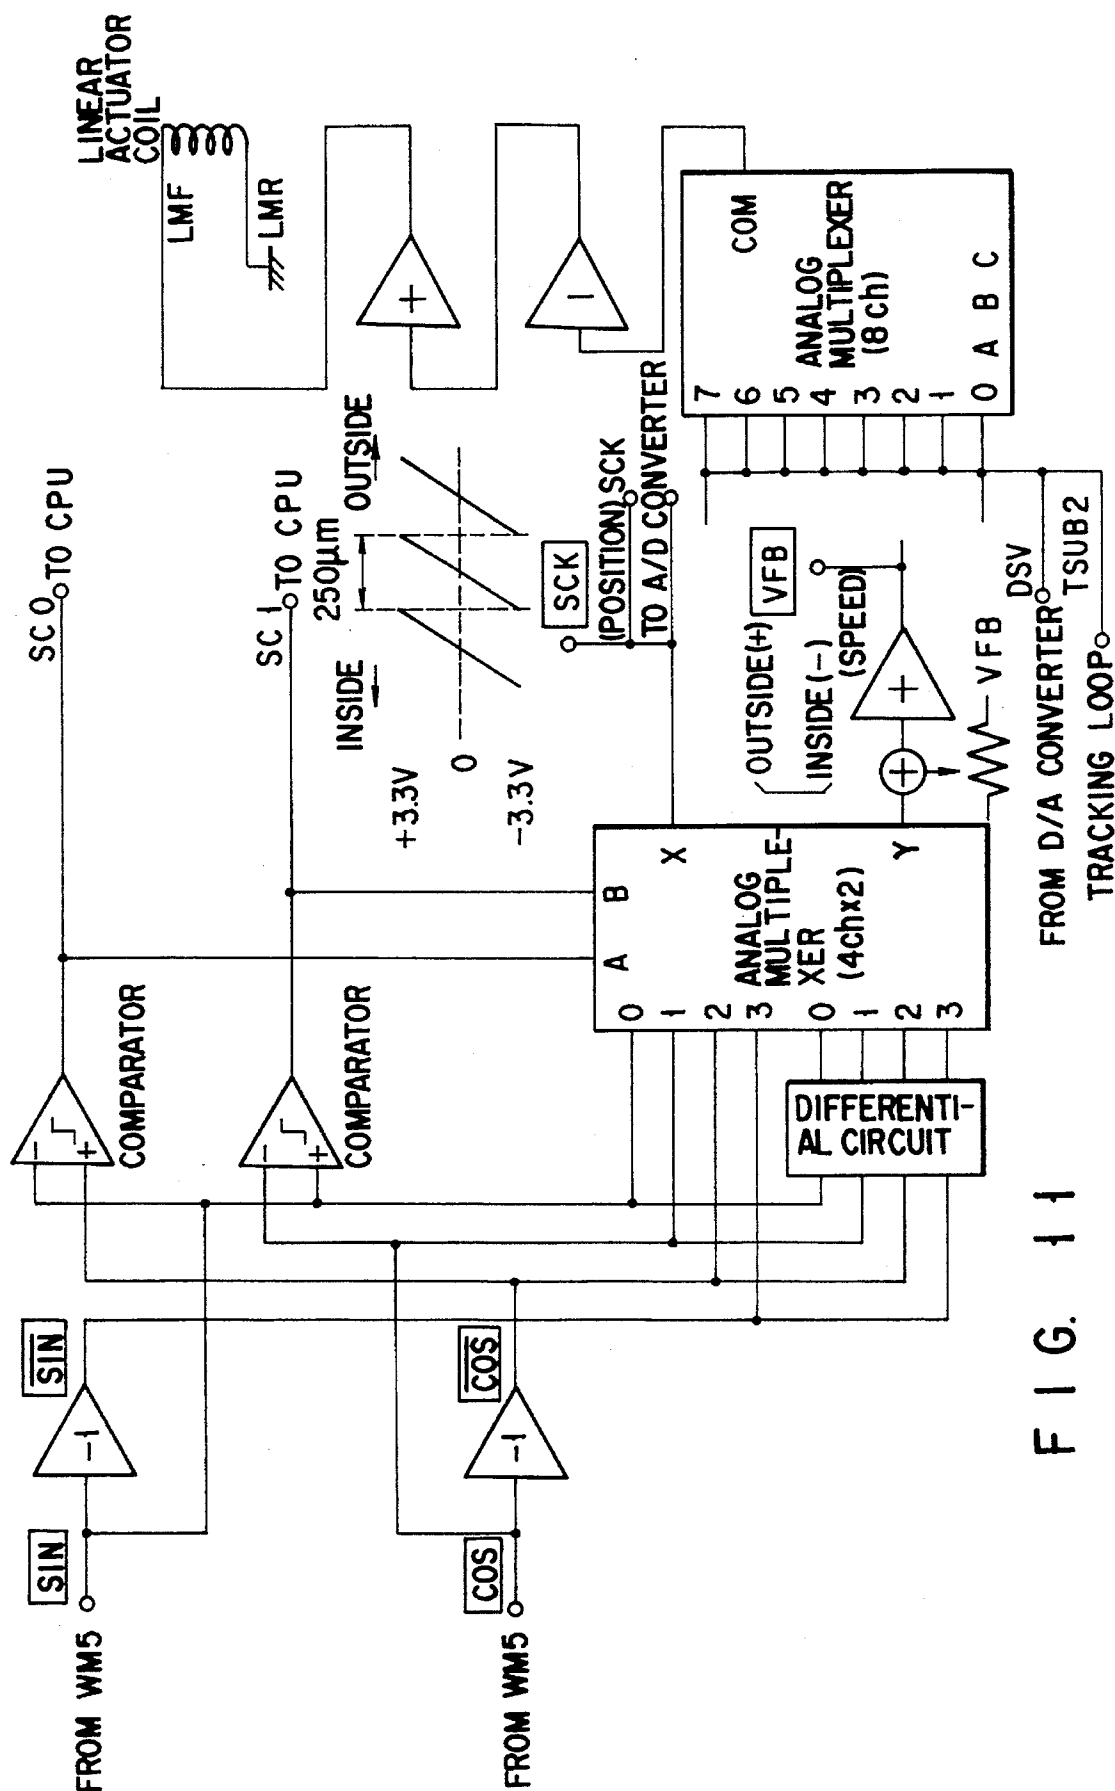 FROM WM5
SIN
-1
SIN
FROM WM5
COS
-1
COS
-
+
COMPARATOR
-
+
COMPARATOR
SC 0
TO CPU
SC 1
TO CPU
DIFFERENTI-
AL CIRCUIT
0
1
2
3
0
1
2
3
A
B
ANALOG
MULTIPLE-
XER
(4ch×2)
X
Y
INSIDE
OUTSIDE
250μm
+3.3V
0
-3.3V
SCK
(POSITION) SCK
TO A/D CONVERTER
OUTSIDE(+)
INSIDE(-)
(SPEED)
VFB
+
+
VFB
FROM D/A CONVERTER
DSV
TRACKING LOOP
TSUB2
7
6
5
4
3
2
1
0
A B C
ANALOG
MULTIPLEXER
(8ch)
COM
-
+
LMF
LMR
LINEAR
ACTUATOR
COIL
FIG. 11